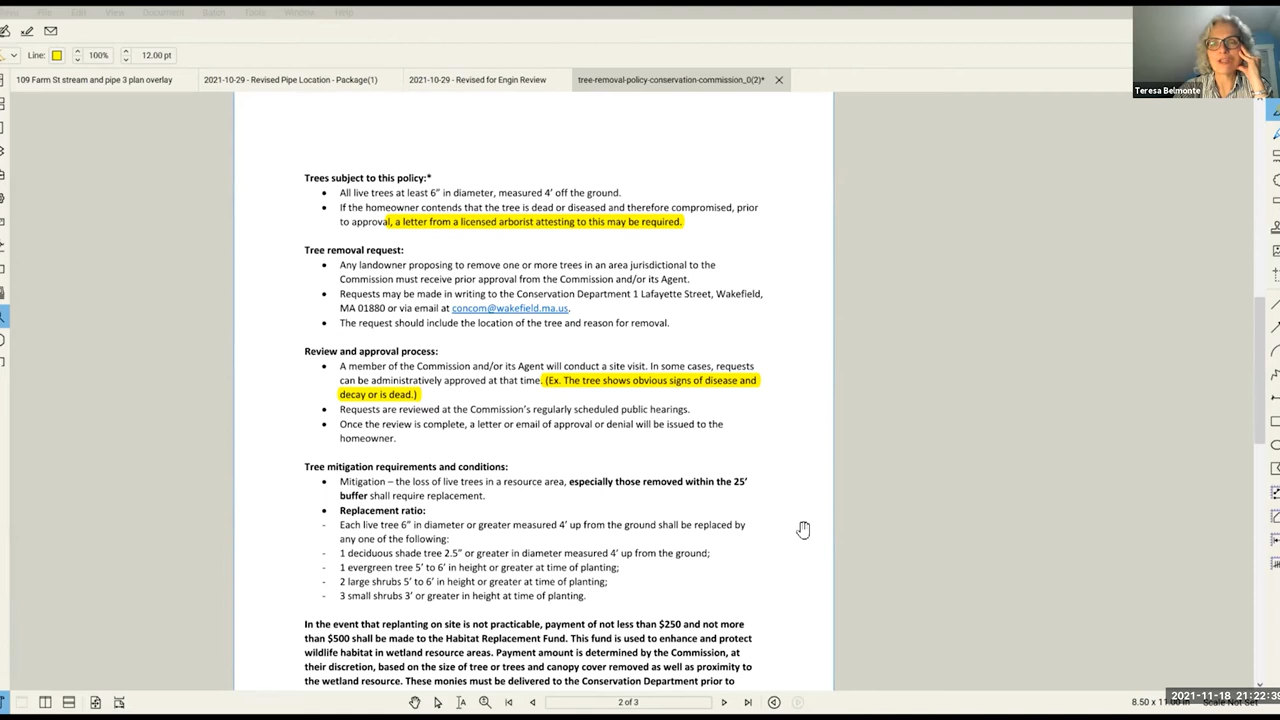 File Edit View Document Batch Tools Window Help
Line: 100% 12.00 pt
109 Farm St stream and pipe 3 plan overlay 2021-10-29 - Revised Pipe Location - Package(1) 2021-10-29 - Revised for Engin Review tree-removal-policy-conservation-commission_0(2)*
Teresa Belmonte
Trees subject to this policy:*
• All live trees at least 6” in diameter, measured 4’ off the ground.
• If the homeowner contends that the tree is dead or diseased and therefore compromised, prior
to approval, a letter from a licensed arborist attesting to this may be required.
Tree removal request:
• Any landowner proposing to remove one or more trees in an area jurisdictional to the
Commission must receive prior approval from the Commission and/or its Agent.
• Requests may be made in writing to the Conservation Department 1 Lafayette Street, Wakefield,
MA 01880 or via email at concom@wakefield.ma.us.
• The request should include the location of the tree and reason for removal.
Review and approval process:
• A member of the Commission and/or its Agent will conduct a site visit. In some cases, requests
can be administratively approved at that time. (Ex. The tree shows obvious signs of disease and
decay or is dead.)
• Requests are reviewed at the Commission’s regularly scheduled public hearings.
• Once the review is complete, a letter or email of approval or denial will be issued to the
homeowner.
Tree mitigation requirements and conditions:
• Mitigation – the loss of live trees in a resource area, especially those removed within the 25’
buffer shall require replacement.
• Replacement ratio:
- Each live tree 6” in diameter or greater measured 4’ up from the ground shall be replaced by
any one of the following:
- 1 deciduous shade tree 2.5” or greater in diameter measured 4’ up from the ground;
- 1 evergreen tree 5’ to 6’ in height or greater at time of planting;
- 2 large shrubs 5’ to 6’ in height or greater at time of planting;
- 3 small shrubs 3’ or greater in height at time of planting.
In the event that replanting on site is not practicable, payment of not less than $250 and not more
than $500 shall be made to the Habitat Replacement Fund. This fund is used to enhance and protect
wildlife habitat in wetland resource areas. Payment amount is determined by the Commission, at
their discretion, based on the size of tree or trees and canopy cover removed as well as proximity to
the wetland resource. These monies must be delivered to the Conservation Department prior to
2021-11-18 21:22:39
2 of 3 8.50 x 11.00 in Scale Not Set